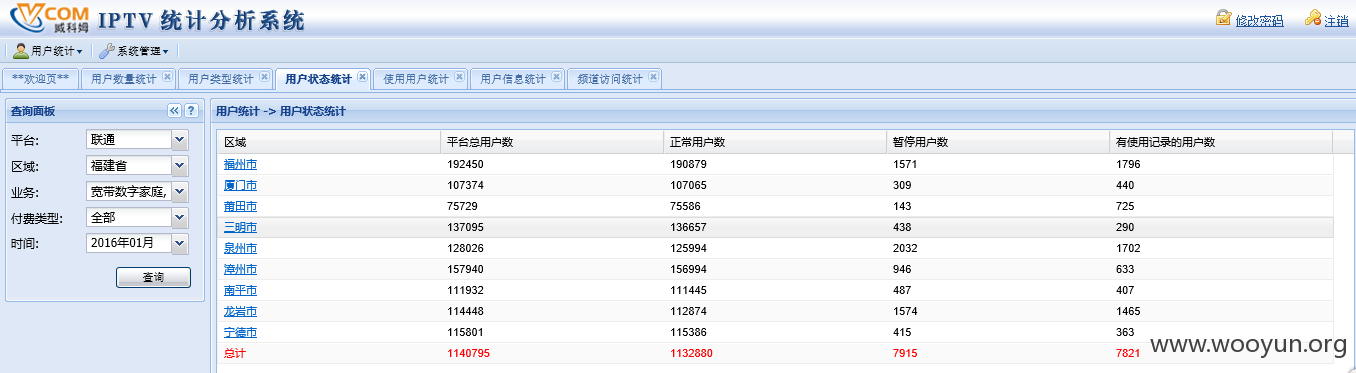 VCOM 威科姆 IPTV 统计分析系统 修改密码 注销
用户统计 系统管理
**欢迎页** 用户数量统计 用户类型统计 用户状态统计 使用用户统计 用户信息统计 频道访问统计
查询面板
平台: 联通
区域: 福建省
业务: 宽带数字家庭,
付费类型: 全部
时间: 2016年01月
查询
用户统计 -> 用户状态统计
区域 平台总用户数 正常用户数 暂停用户数 有使用记录的用户数
福州市 192450 190879 1571 1796
厦门市 107374 107065 309 440
莆田市 75729 75586 143 725
三明市 137095 136657 438 290
泉州市 128026 125994 2032 1702
漳州市 157940 156994 946 633
南平市 111932 111445 487 407
龙岩市 114448 112874 1574 1465
宁德市 115801 115386 415 363
总计 1140795 1132880 7915 7821
www.wooyun.org